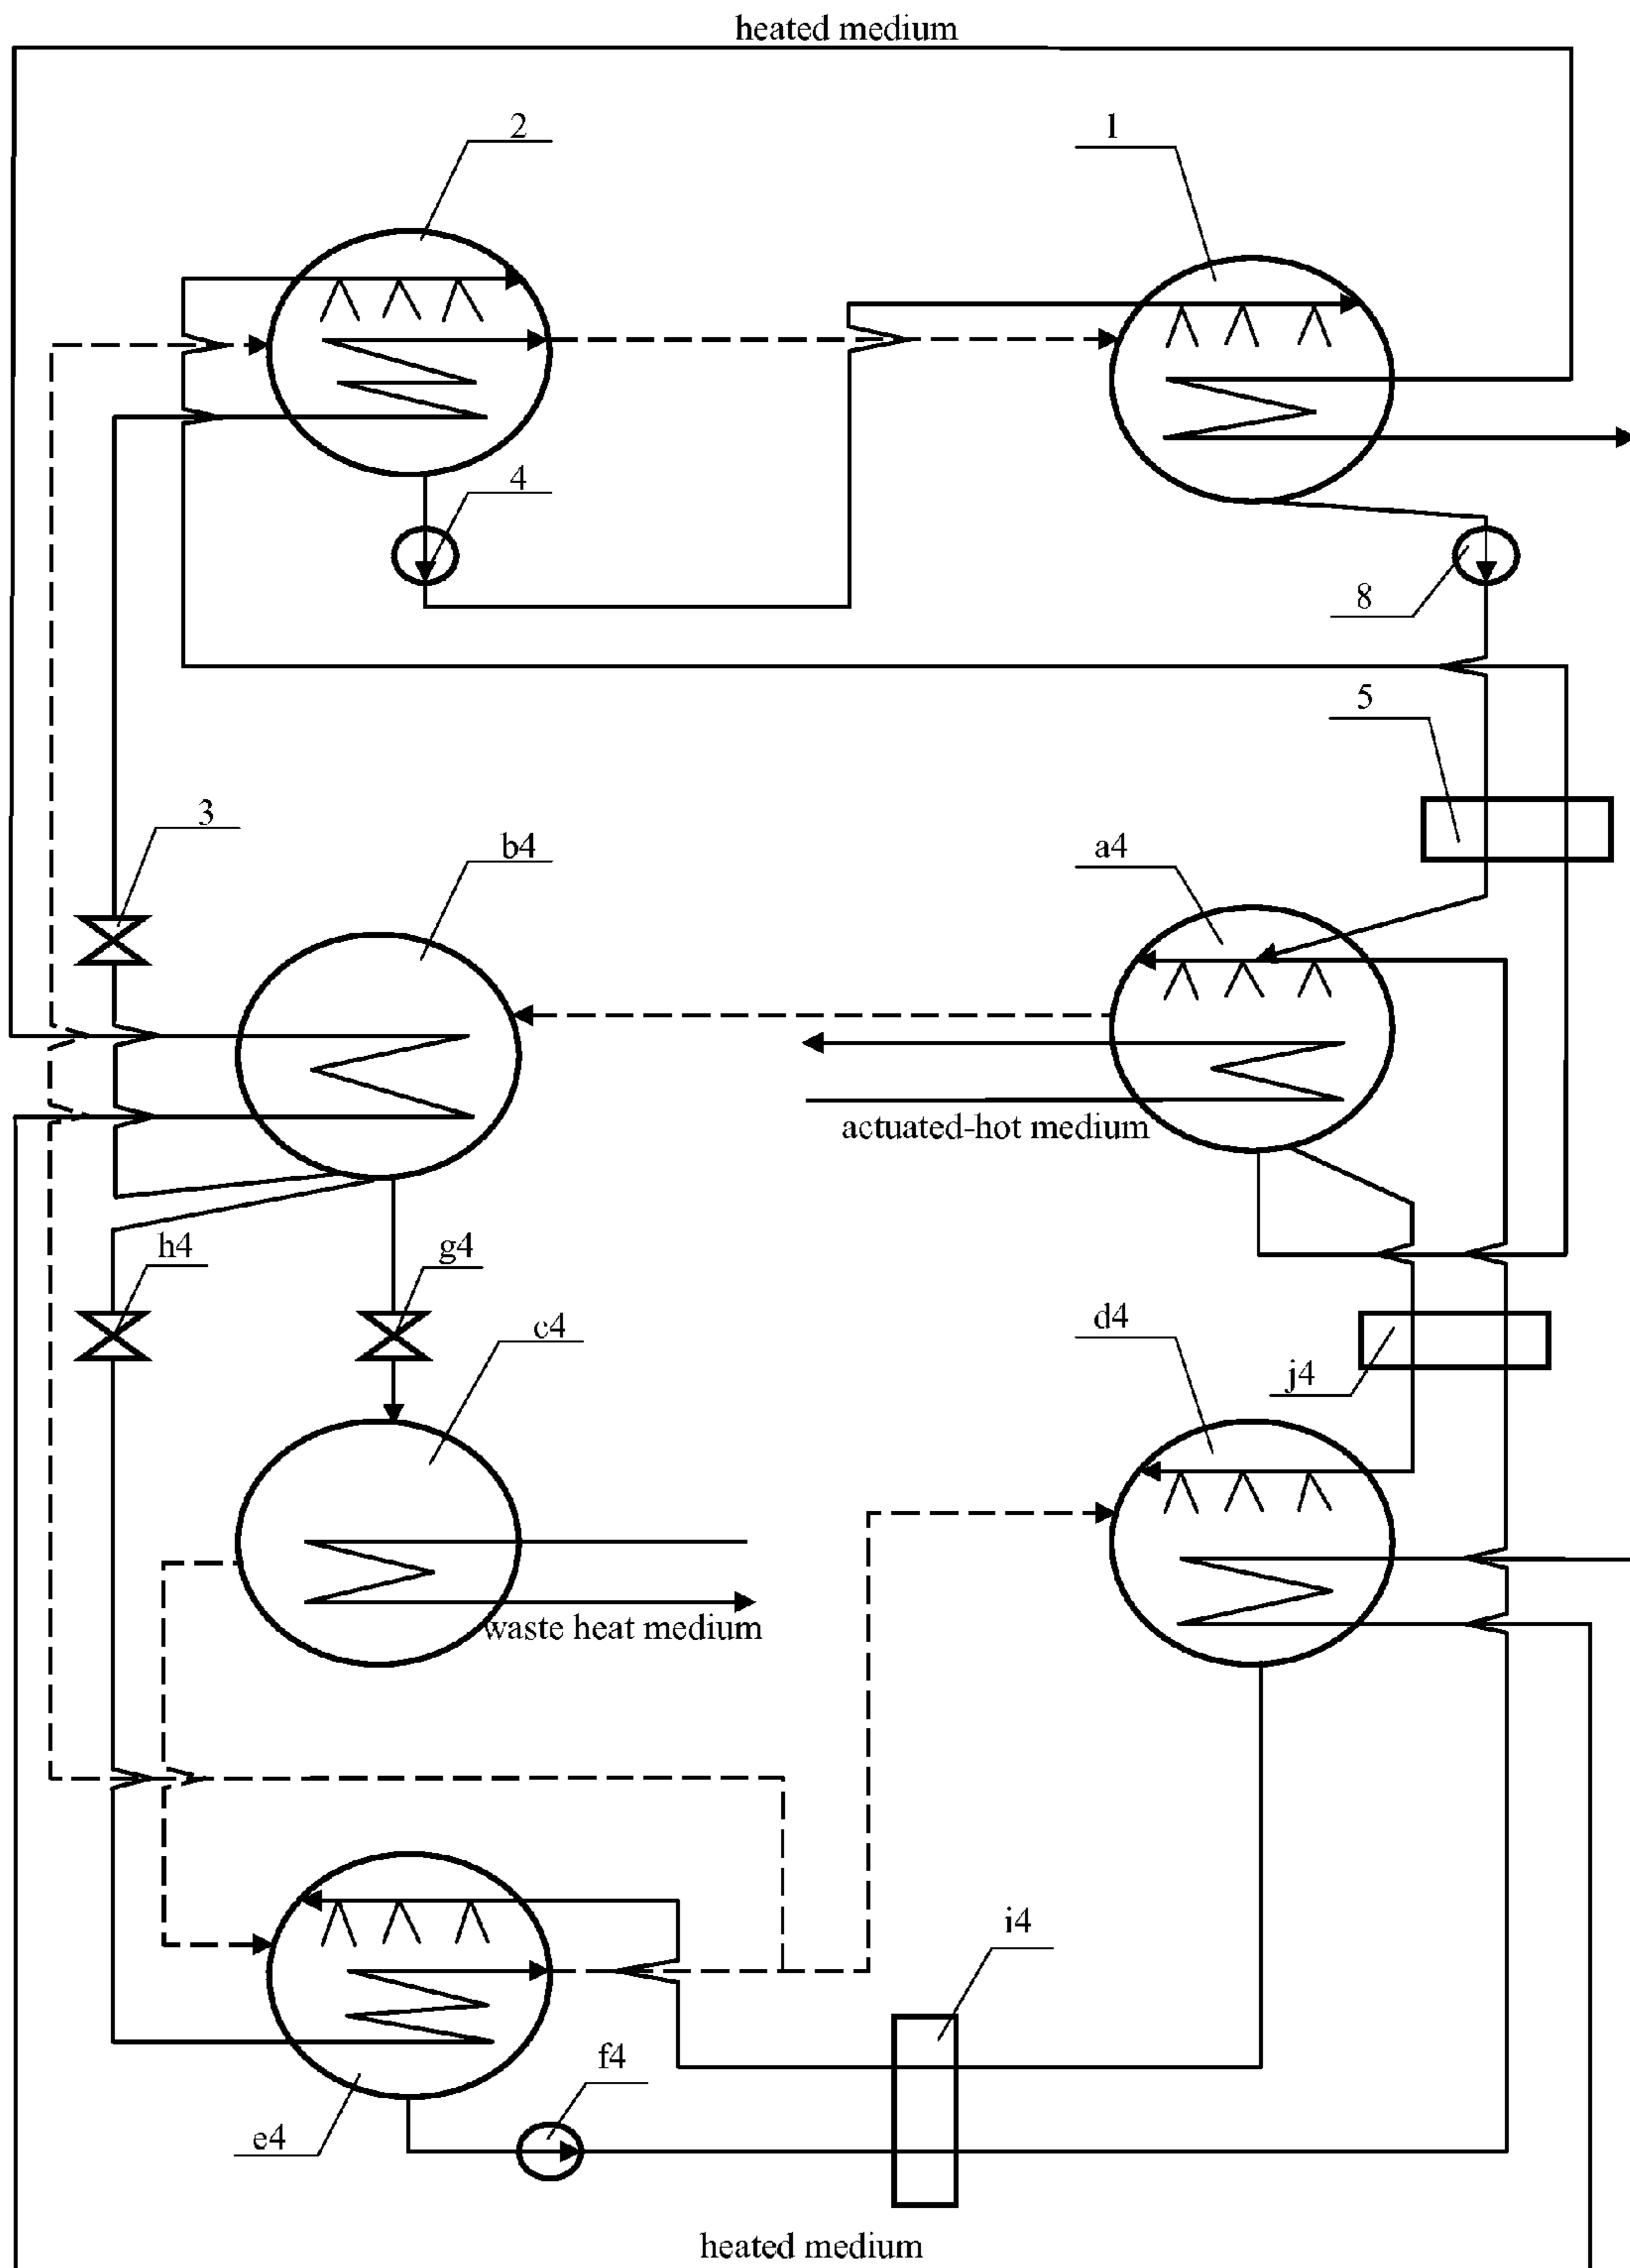 heated medium
2
1
4
8
5
3
b4
a4
actuated-hot medium
h4
g4
c4
d4
j4
waste heat medium
i4
f4
e4
heated medium